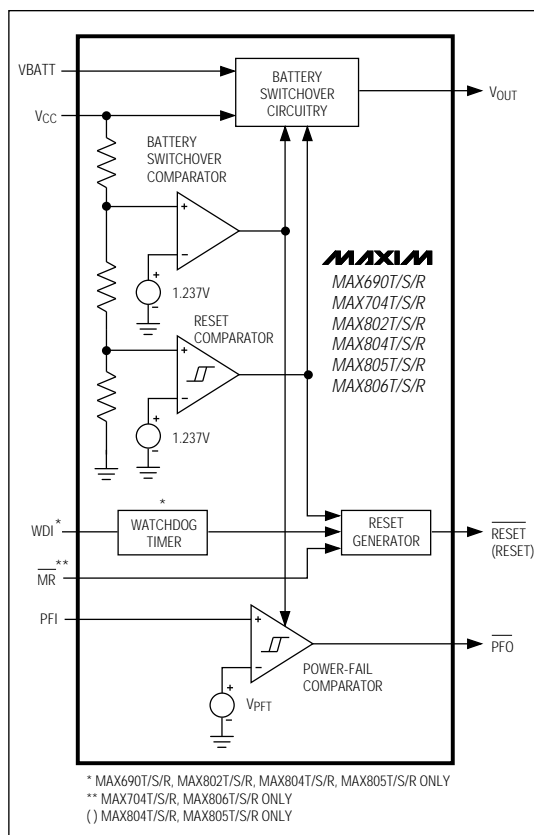 VBATT
VCC
BATTERY
SWITCHOVER
CIRCUITRY
VOUT
BATTERY
SWITCHOVER
COMPARATOR
+
−
+
−
1.237V
MAXIM
MAX690T/S/R
MAX704T/S/R
MAX802T/S/R
MAX804T/S/R
MAX805T/S/R
MAX806T/S/R
RESET
COMPARATOR
+
−
+
−
1.237V
*
WDI*
WATCHDOG
TIMER
RESET
GENERATOR
RESET
(RESET)
MR**
PFI
+
−
PFO
POWER-FAIL
COMPARATOR
+
−
VPFT
* MAX690T/S/R, MAX802T/S/R, MAX804T/S/R, MAX805T/S/R ONLY
** MAX704T/S/R, MAX806T/S/R ONLY
( ) MAX804T/S/R, MAX805T/S/R ONLY